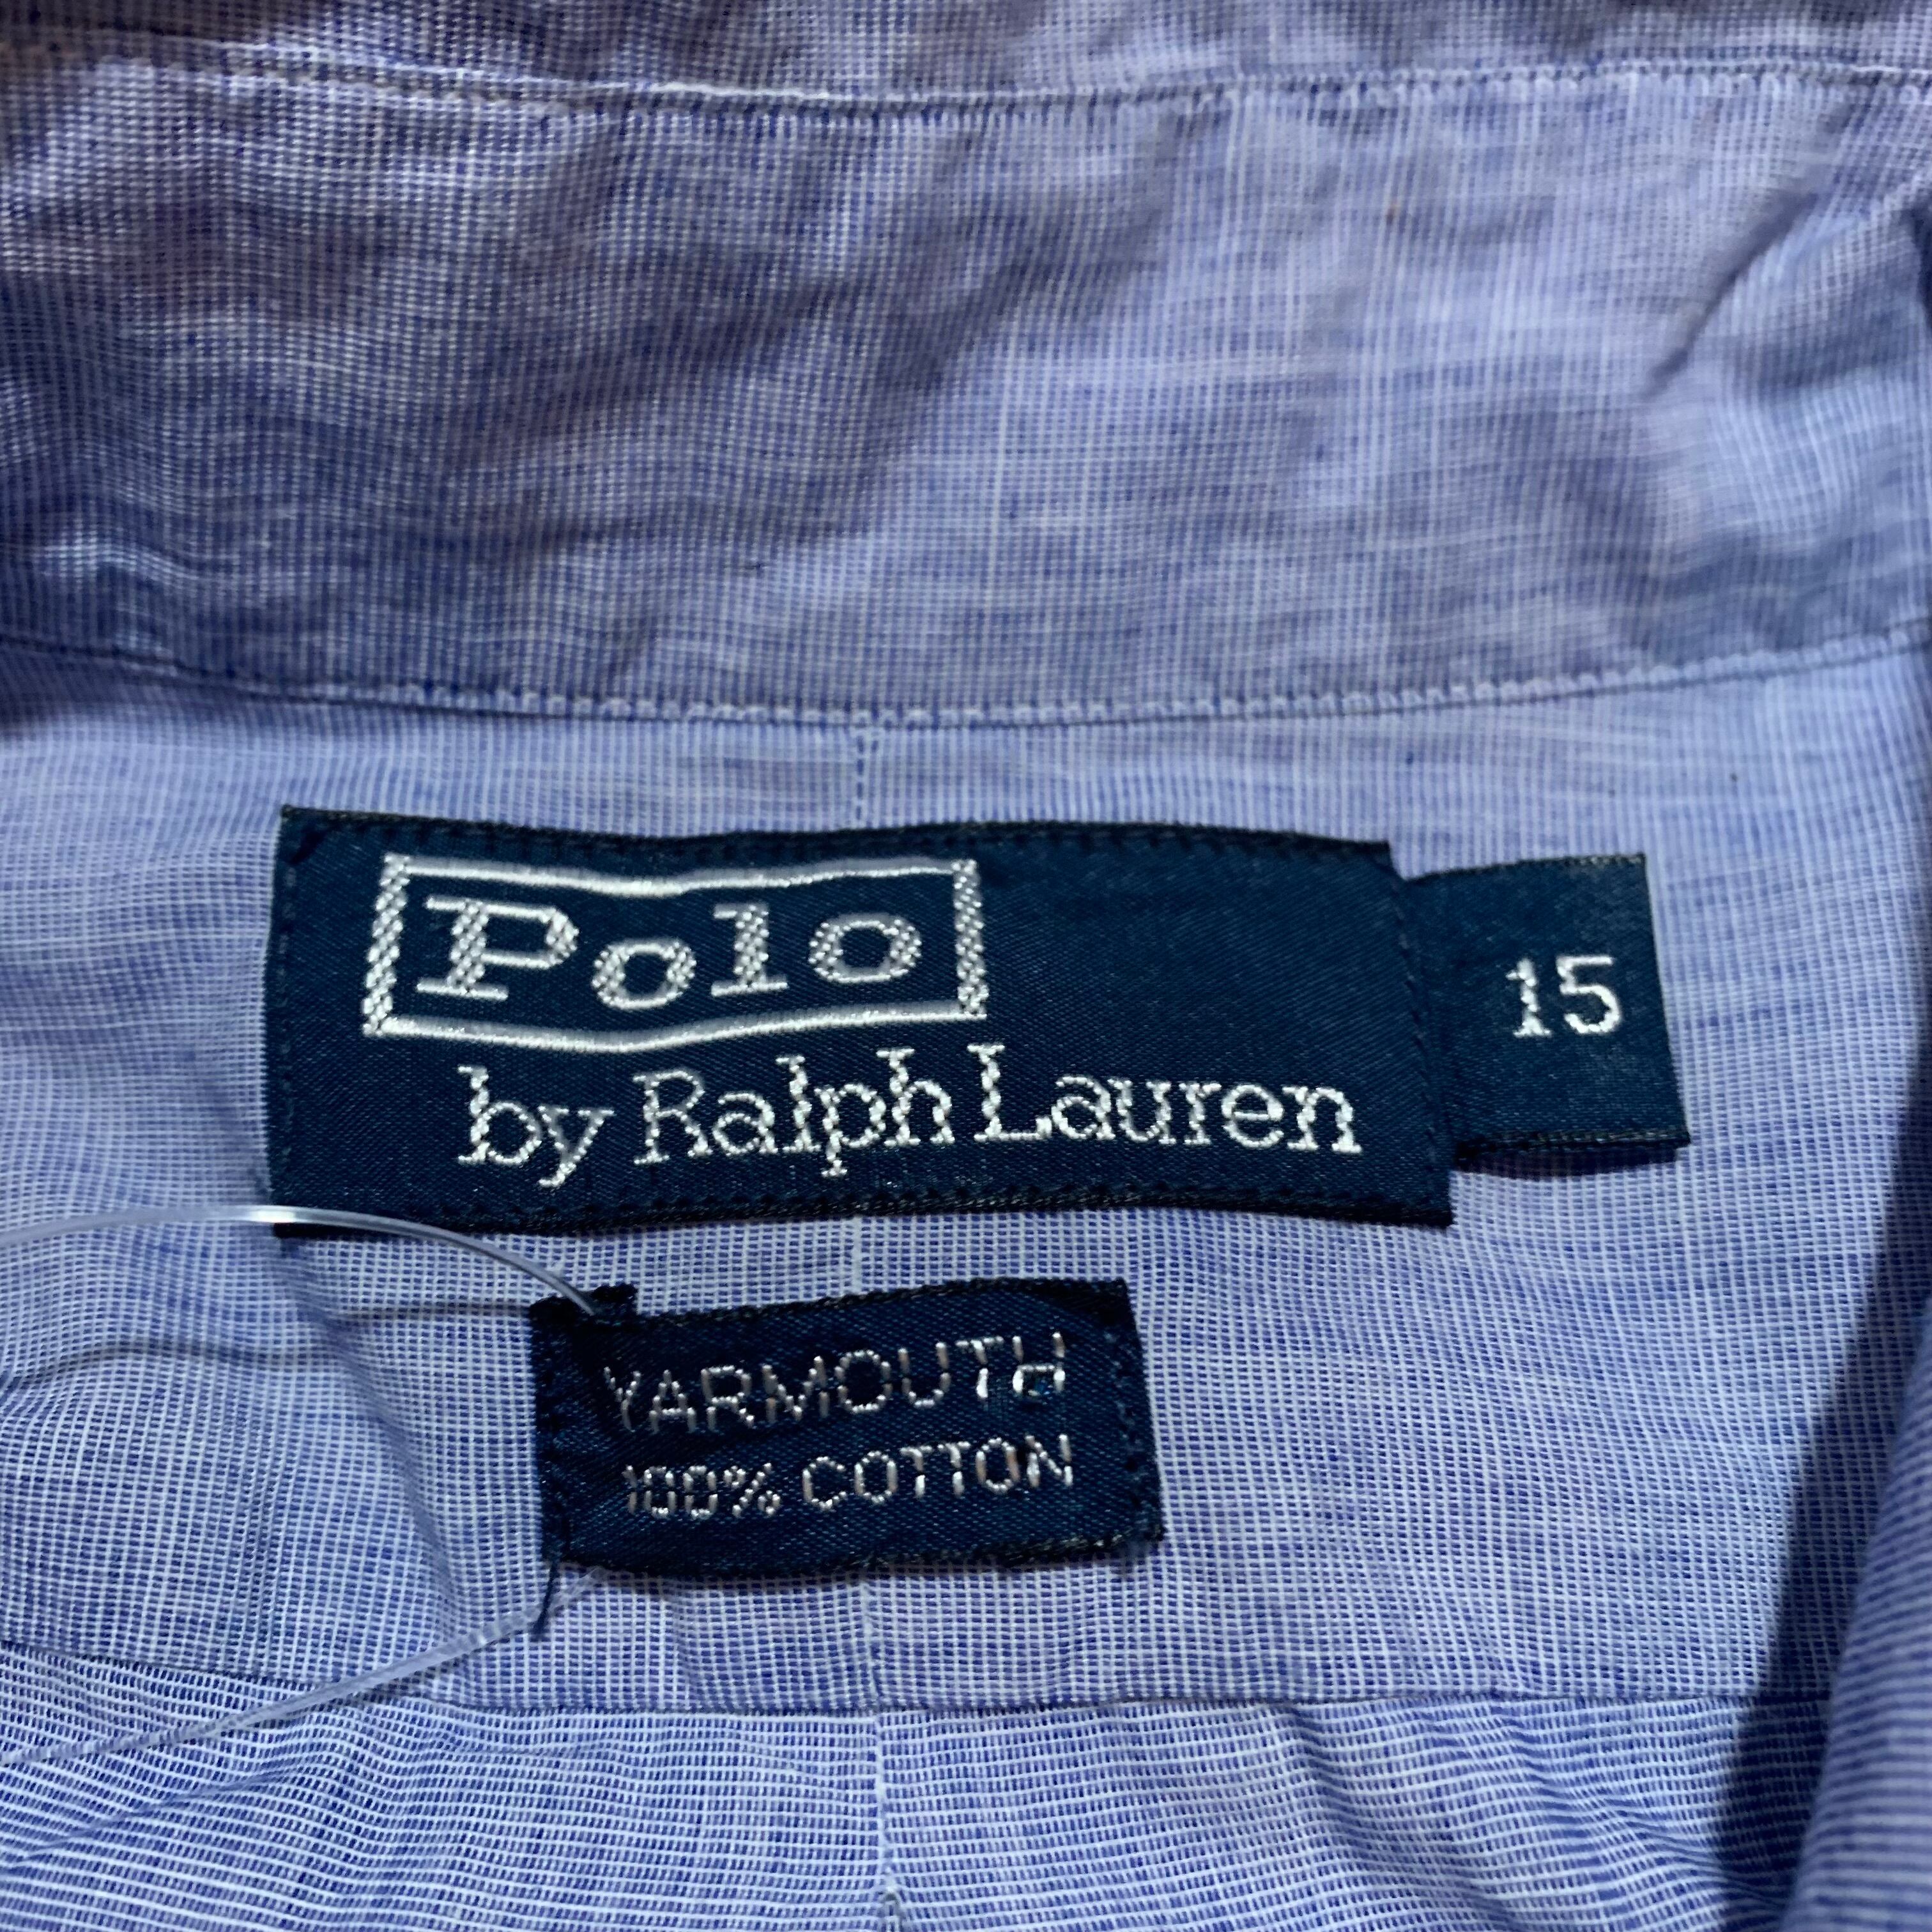 Polo
by Ralph Lauren
15
YARMOUTH
100% COTTON